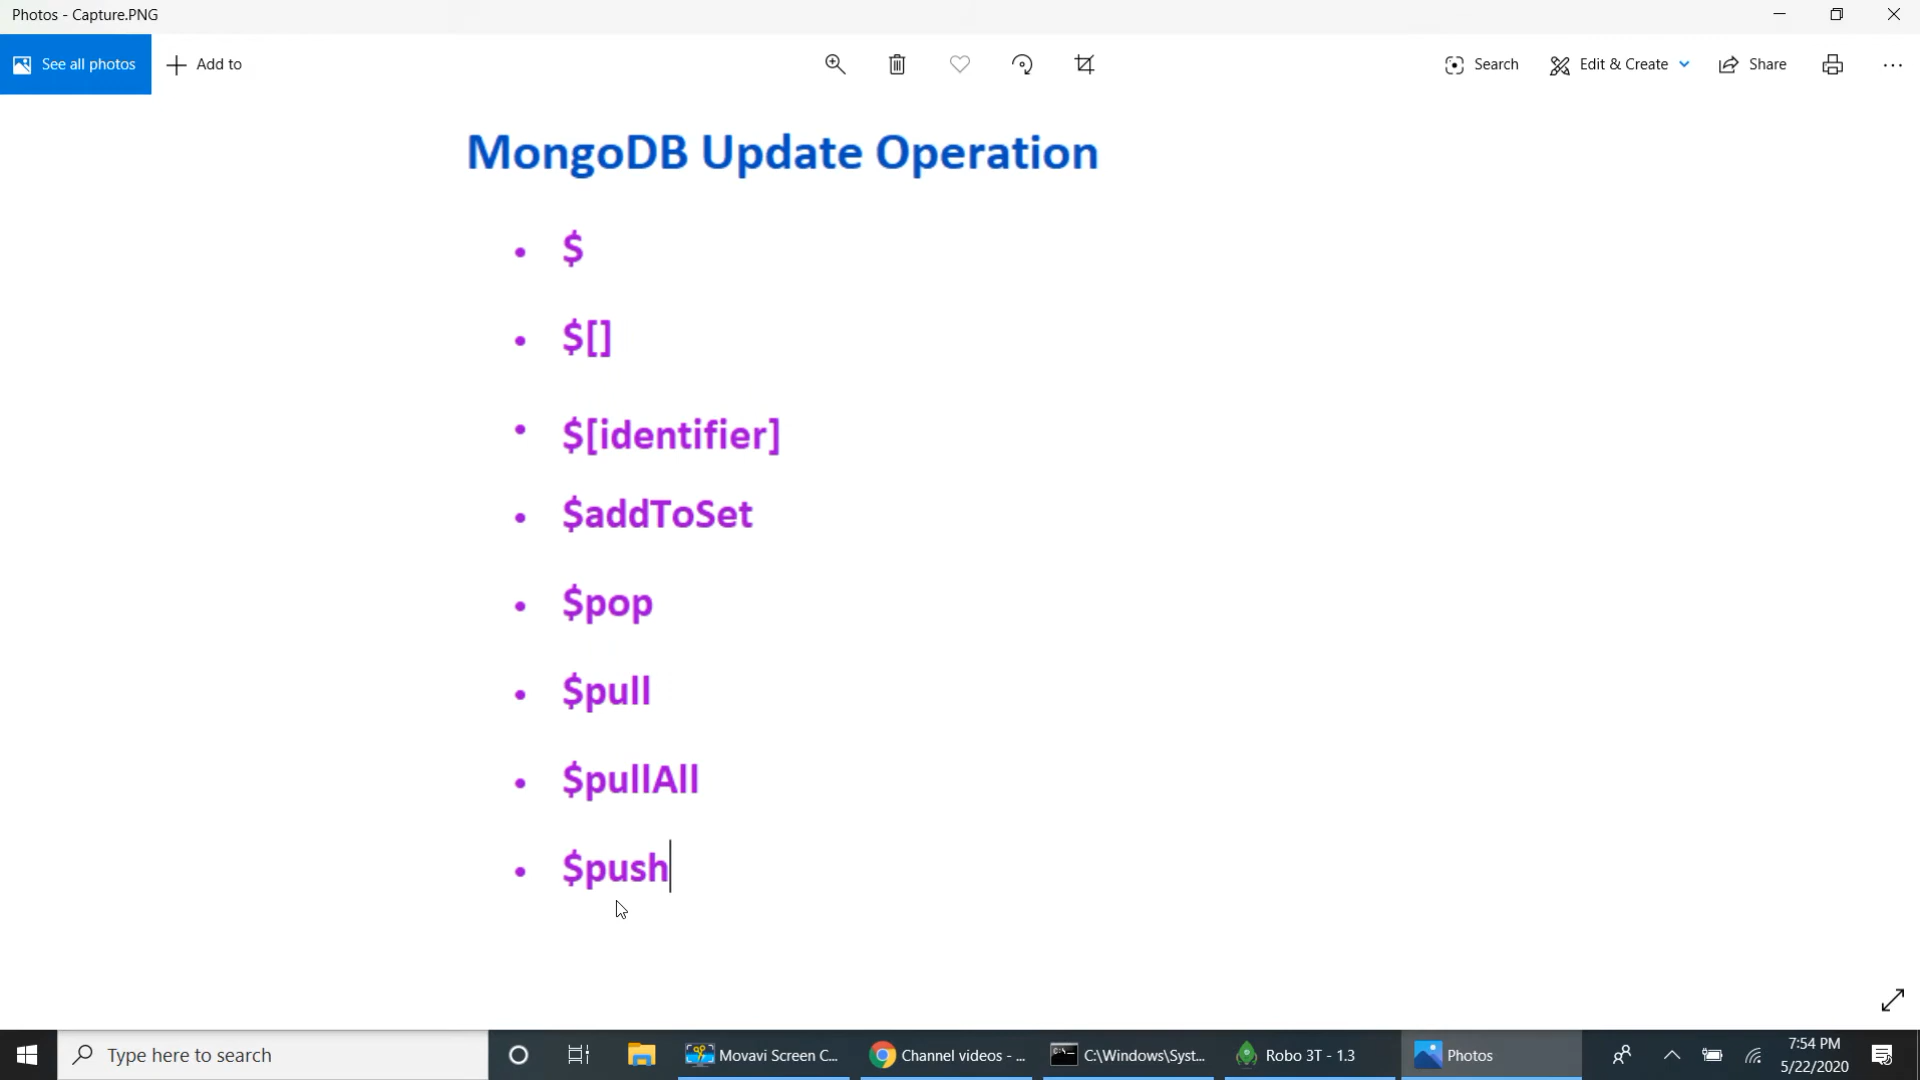 Photos - Capture.PNG
See all photos
Add to
Search
Edit & Create
Share
MongoDB Update Operation
• $
• $[]
• $[identifier]
• $addToSet
• $pop
• $pull
• $pullAll
• $push
Type here to search
Movavi Screen C...
Channel videos - ...
C:\Windows\Syst...
Robo 3T - 1.3
Photos
7:54 PM
5/22/2020